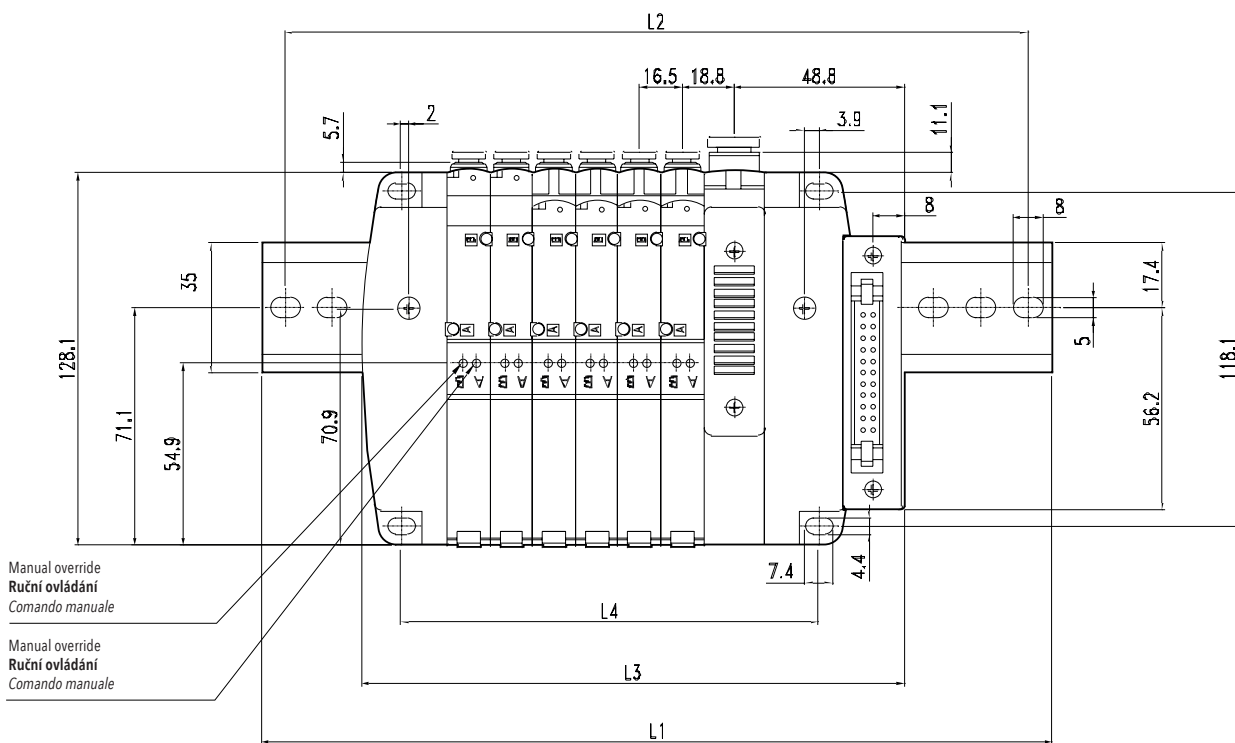 L2
16.5
18.8
48.8
5.7
2
3.9
11.1
8
8
35
17.4
128.1
71.1
54.9
70.9
5
118.1
56.2
A
A
A
A
A
A
B A
B A
B A
B A
B A
B A
7.4
4.4
Manual override
Ruční ovládání
Comando manuale
Manual override
Ruční ovládání
Comando manuale
L4
L3
L1